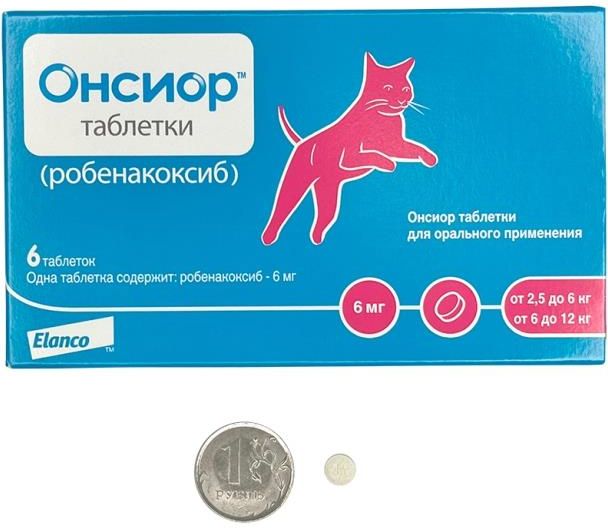 Онсиор™
таблетки
(робенакоксиб)
Онсиор таблетки
для орального применения
6 таблеток
Одна таблетка содержит: робенакоксиб - 6 мг
6 мг
от 2,5 до 6 кг
от 6 до 12 кг
Elanco™
1
РУБЛЬ